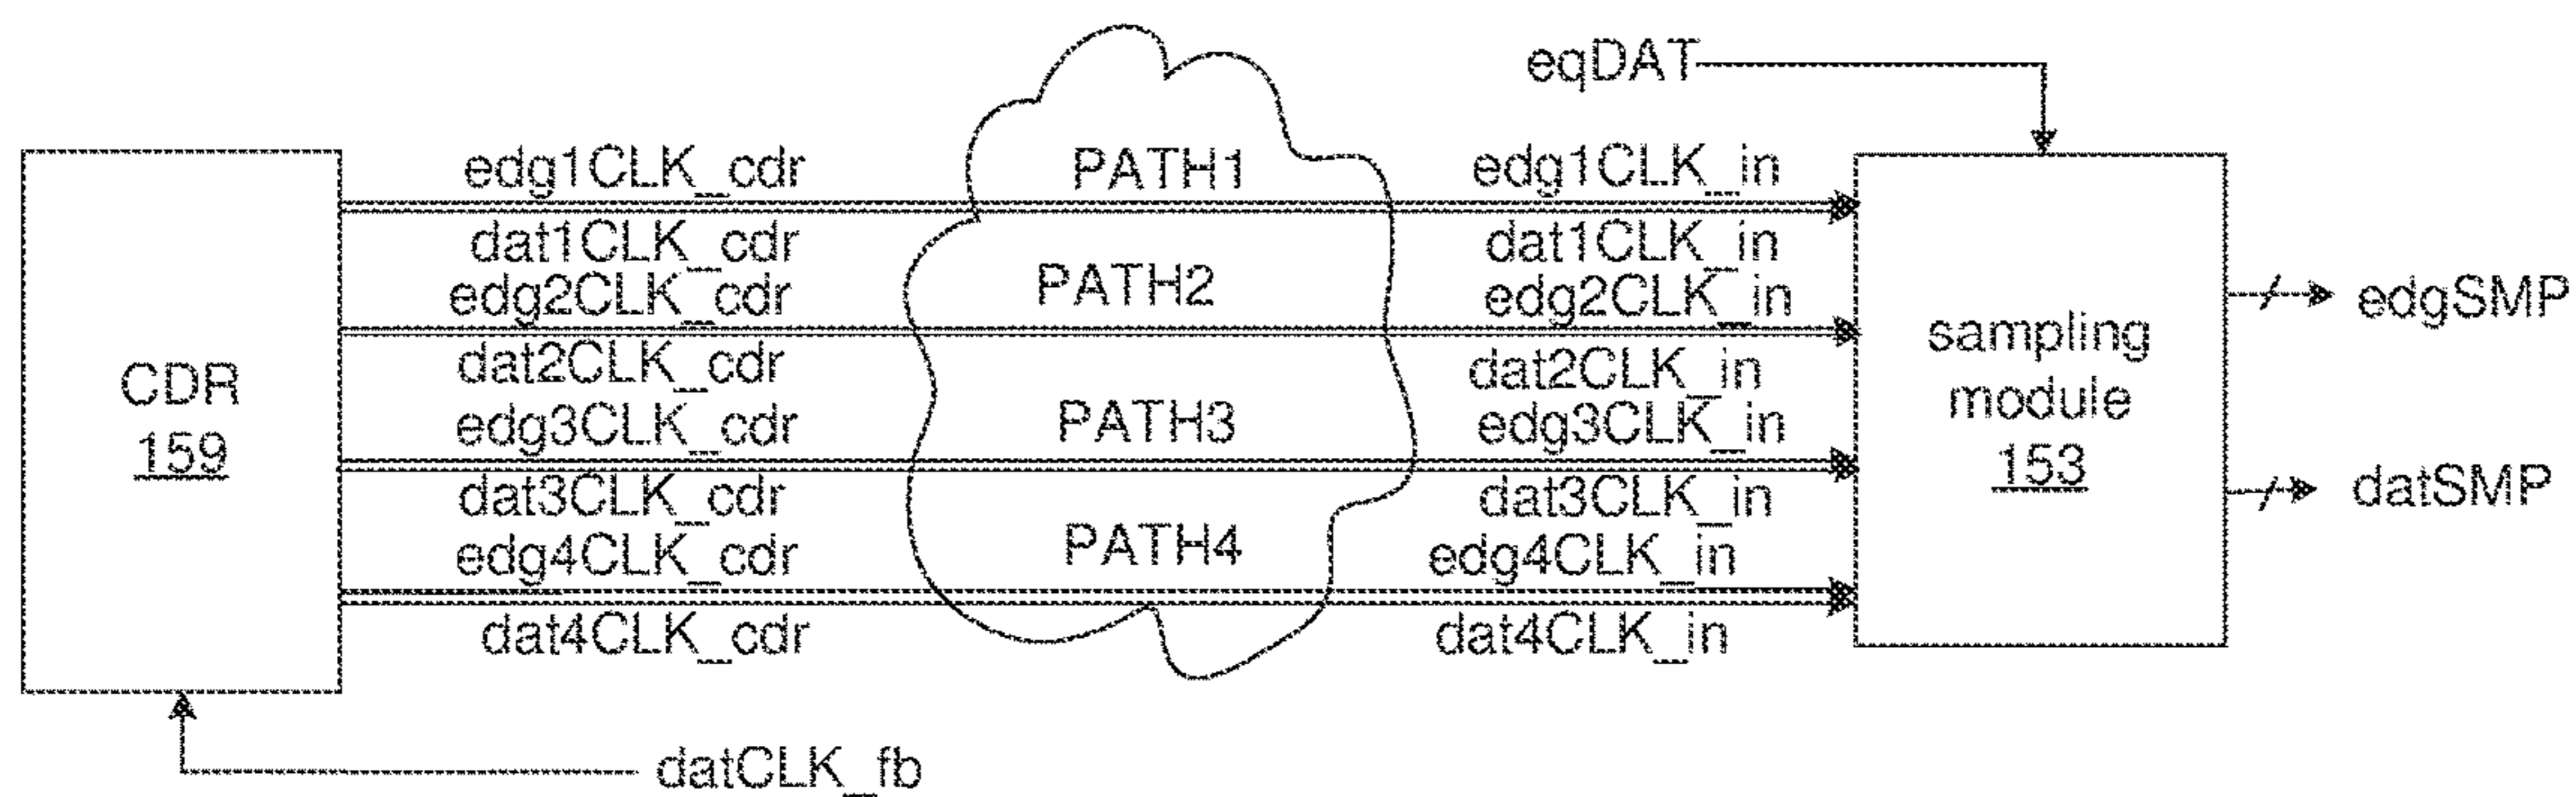 eqDAT
edg1CLK_cdr
PATH1
edg1CLK_in
dat1CLK_cdr
dat1CLK_in
edg2CLK_cdr
PATH2
edg2CLK_in
dat2CLK_cdr
dat2CLK_in
edg3CLK_cdr
PATH3
edg3CLK_in
dat3CLK_cdr
dat3CLK_in
edg4CLK_cdr
PATH4
edg4CLK_in
dat4CLK_cdr
dat4CLK_in
CDR
159
sampling
module
153
edgSMP
datSMP
datCLK_fb